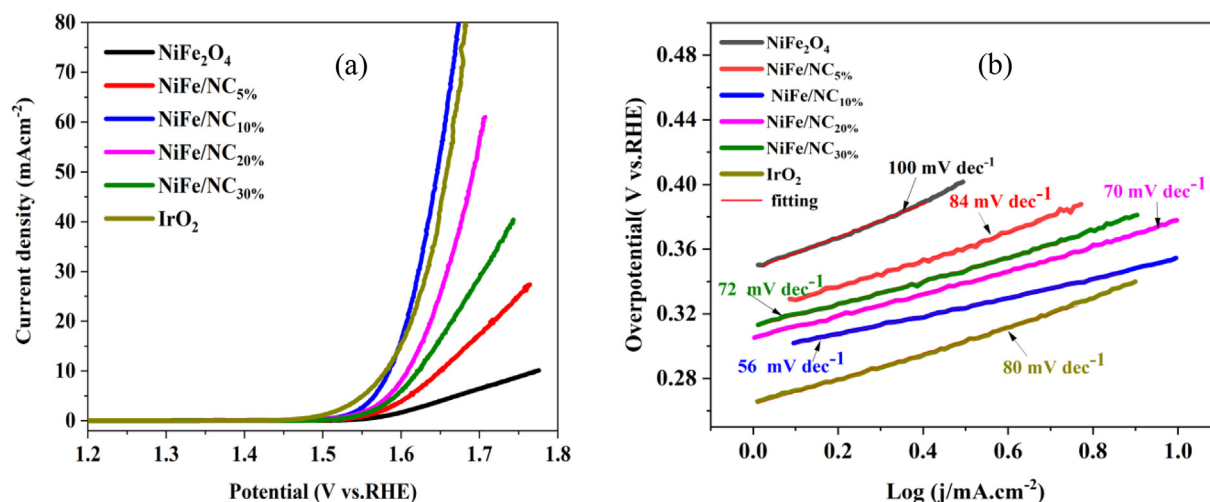 80
70
60
50
40
30
20
10
0
Current density (mAcm⁻²)
NiFe₂O₄
NiFe/NC₅%
NiFe/NC₁₀%
NiFe/NC₂₀%
NiFe/NC₃₀%
IrO₂
(a)
1.2 1.3 1.4 1.5 1.6 1.7 1.8
Potential (V vs.RHE)
0.48
0.44
0.40
0.36
0.32
0.28
Overpotential( V vs.RHE)
NiFe₂O₄
NiFe/NC₅%
NiFe/NC₁₀%
NiFe/NC₂₀%
NiFe/NC₃₀%
IrO₂
fitting
(b)
100 mV dec⁻¹
84 mV dec⁻¹
70 mV dec⁻¹
72 mV dec⁻¹
56 mV dec⁻¹
80 mV dec⁻¹
0.0 0.2 0.4 0.6 0.8 1.0
Log (j/mA.cm⁻²)